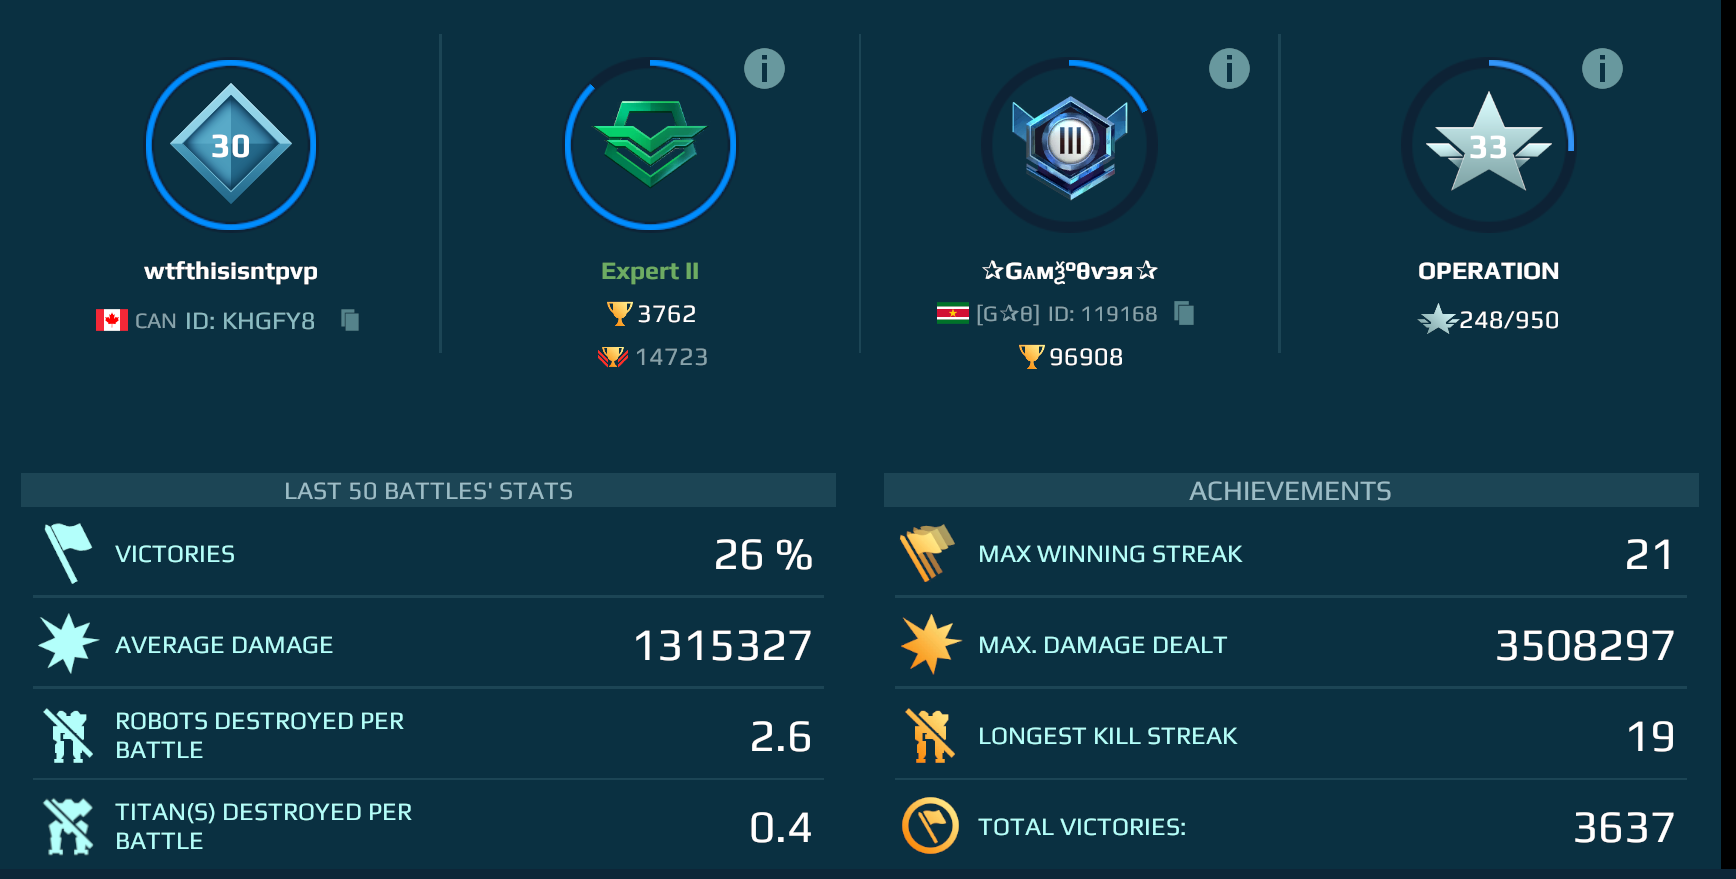 30
wtfthisisntpvp
CAN ID: KHGFY8
Expert II
3762
14723
III
[G☆θ] ID: 119168
96908
33
OPERATION
248/950
LAST 50 BATTLES' STATS
VICTORIES 26 %
AVERAGE DAMAGE 1315327
ROBOTS DESTROYED PER
BATTLE 2.6
TITAN(S) DESTROYED PER
BATTLE 0.4
ACHIEVEMENTS
MAX WINNING STREAK 21
MAX. DAMAGE DEALT 3508297
LONGEST KILL STREAK 19
TOTAL VICTORIES: 3637